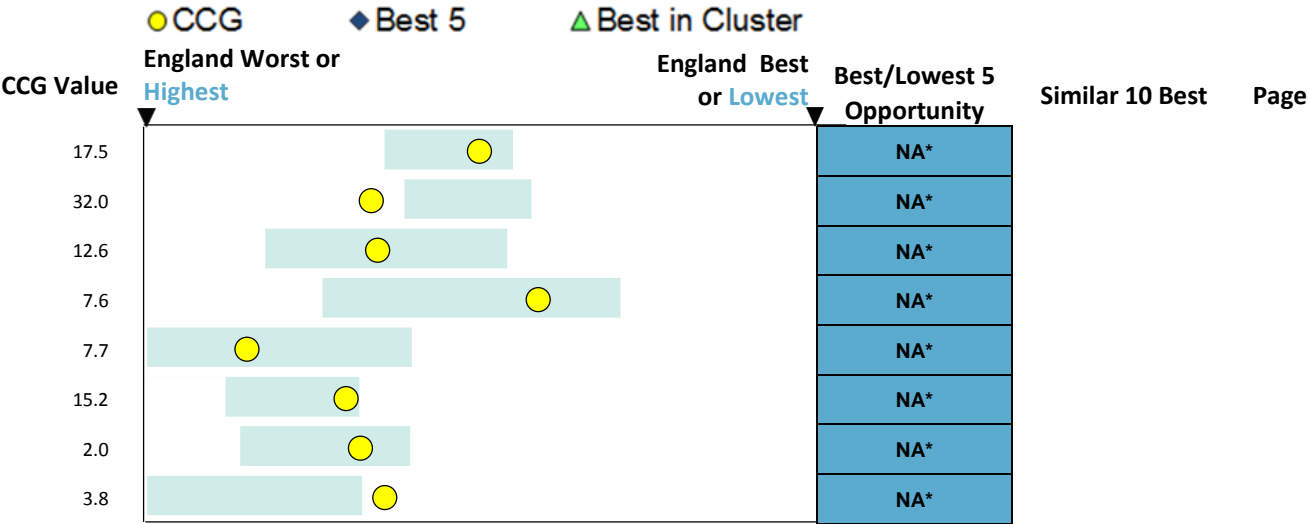 CCG Best 5 Best in Cluster
CCG Value England Worst or England Best Best/Lowest 5 Similar 10 Best Page
Highest or Lowest Opportunity
17.5 NA*
32.0 NA*
12.6 NA*
7.6 NA*
7.7 NA*
15.2 NA*
2.0 NA*
3.8 NA*